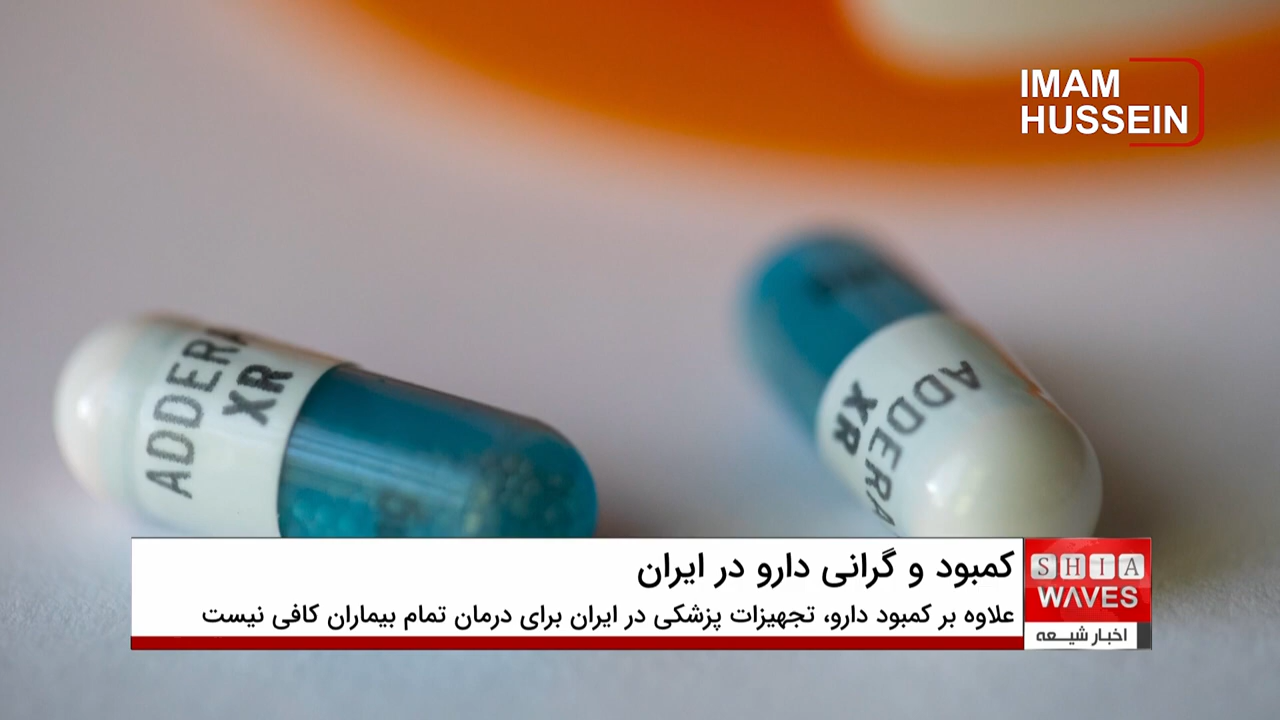 IMAM
HUSSEIN
ADDERA
XR
ADDERA
XR
کمبود و گرانی دارو در ایران
علاوه بر کمبود دارو، تجهیزات پزشکی در ایران برای درمان تمام بیماران کافی نیست
SHIA
WAVES
اخبار شیعه